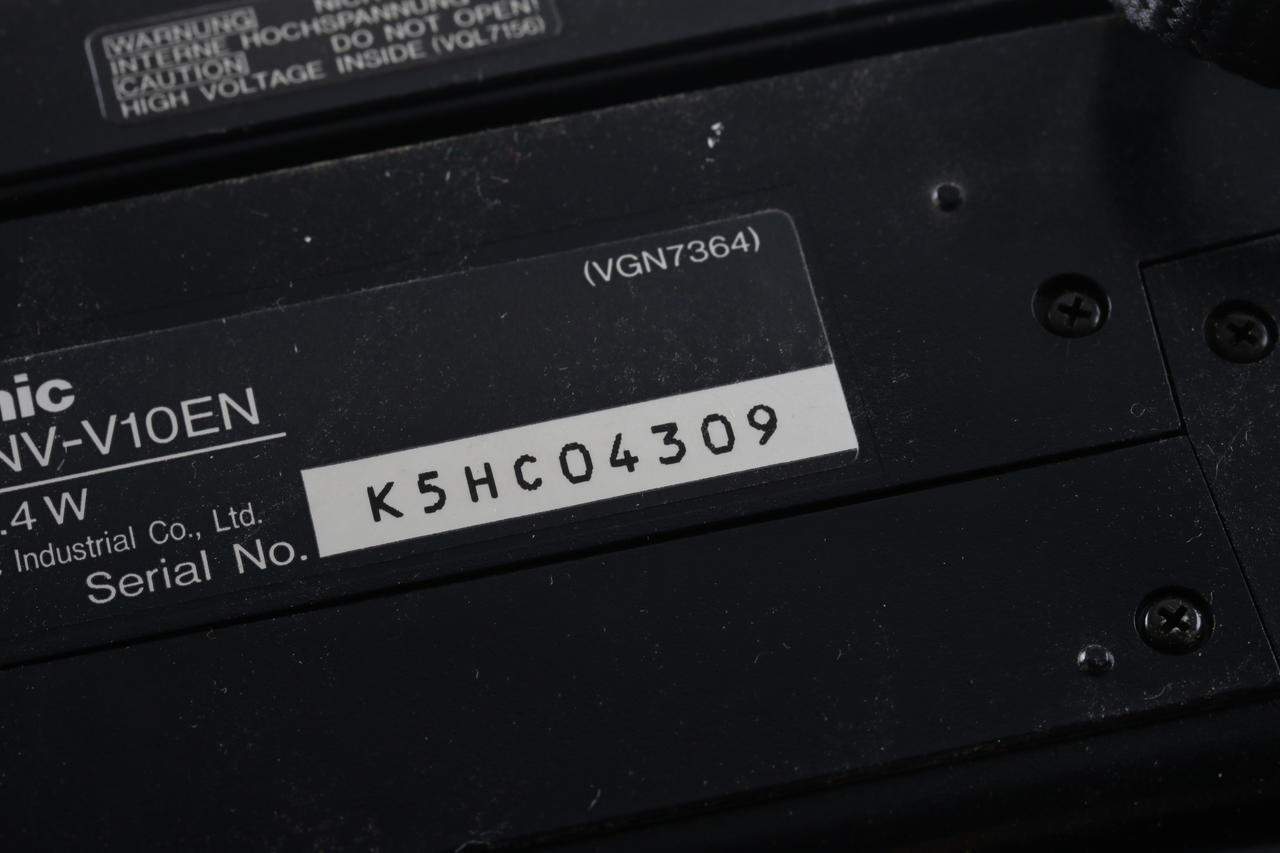 WARNUNG
INTERNE HOCHSPANNUNG
CAUTION DO NOT OPEN!
HIGH VOLTAGE INSIDE (VQL7156)
(VGN7364)
nic
NV-V10EN
.4 W
Industrial Co., Ltd.
Serial No. K5HC04309